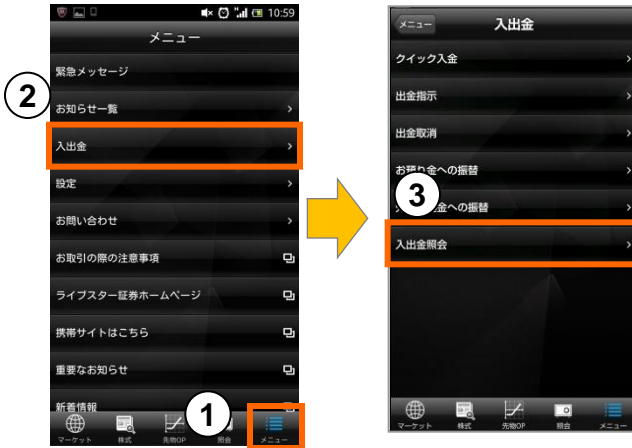 10:59
メニュー
緊急メッセージ
②
お知らせ一覧
入出金
設定
お問い合わせ
お取引の際の注意事項
ライブスター証券ホームページ
携帯サイトはこちら
重要なお知らせ
新着情報
①
マーケット 株式 先物OP 照会 メニュー
メニュー 入出金
クイック入金
出金指示
出金取消
お預り金への振替
③
金への振替
入出金照会
マーケット 株式 先物OP 照会 メニュー